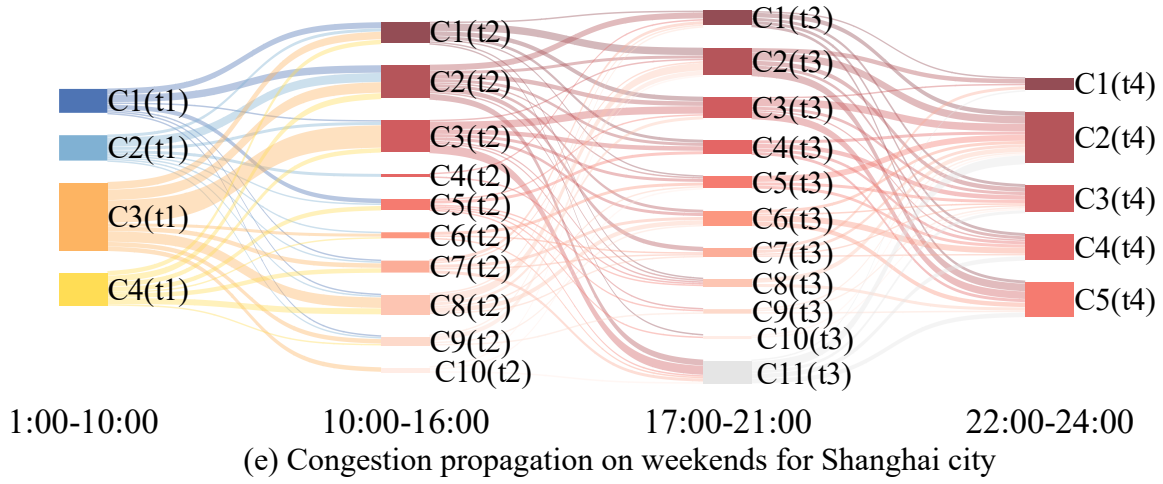 C1(t1)
C2(t1)
C3(t1)
C4(t1)
C1(t2)
C2(t2)
C3(t2)
C4(t2)
C5(t2)
C6(t2)
C7(t2)
C8(t2)
C9(t2)
C10(t2)
C1(t3)
C2(t3)
C3(t3)
C4(t3)
C5(t3)
C6(t3)
C7(t3)
C8(t3)
C9(t3)
C10(t3)
C11(t3)
C1(t4)
C2(t4)
C3(t4)
C4(t4)
C5(t4)
1:00-10:00 10:00-16:00 17:00-21:00 22:00-24:00
(e) Congestion propagation on weekends for Shanghai city